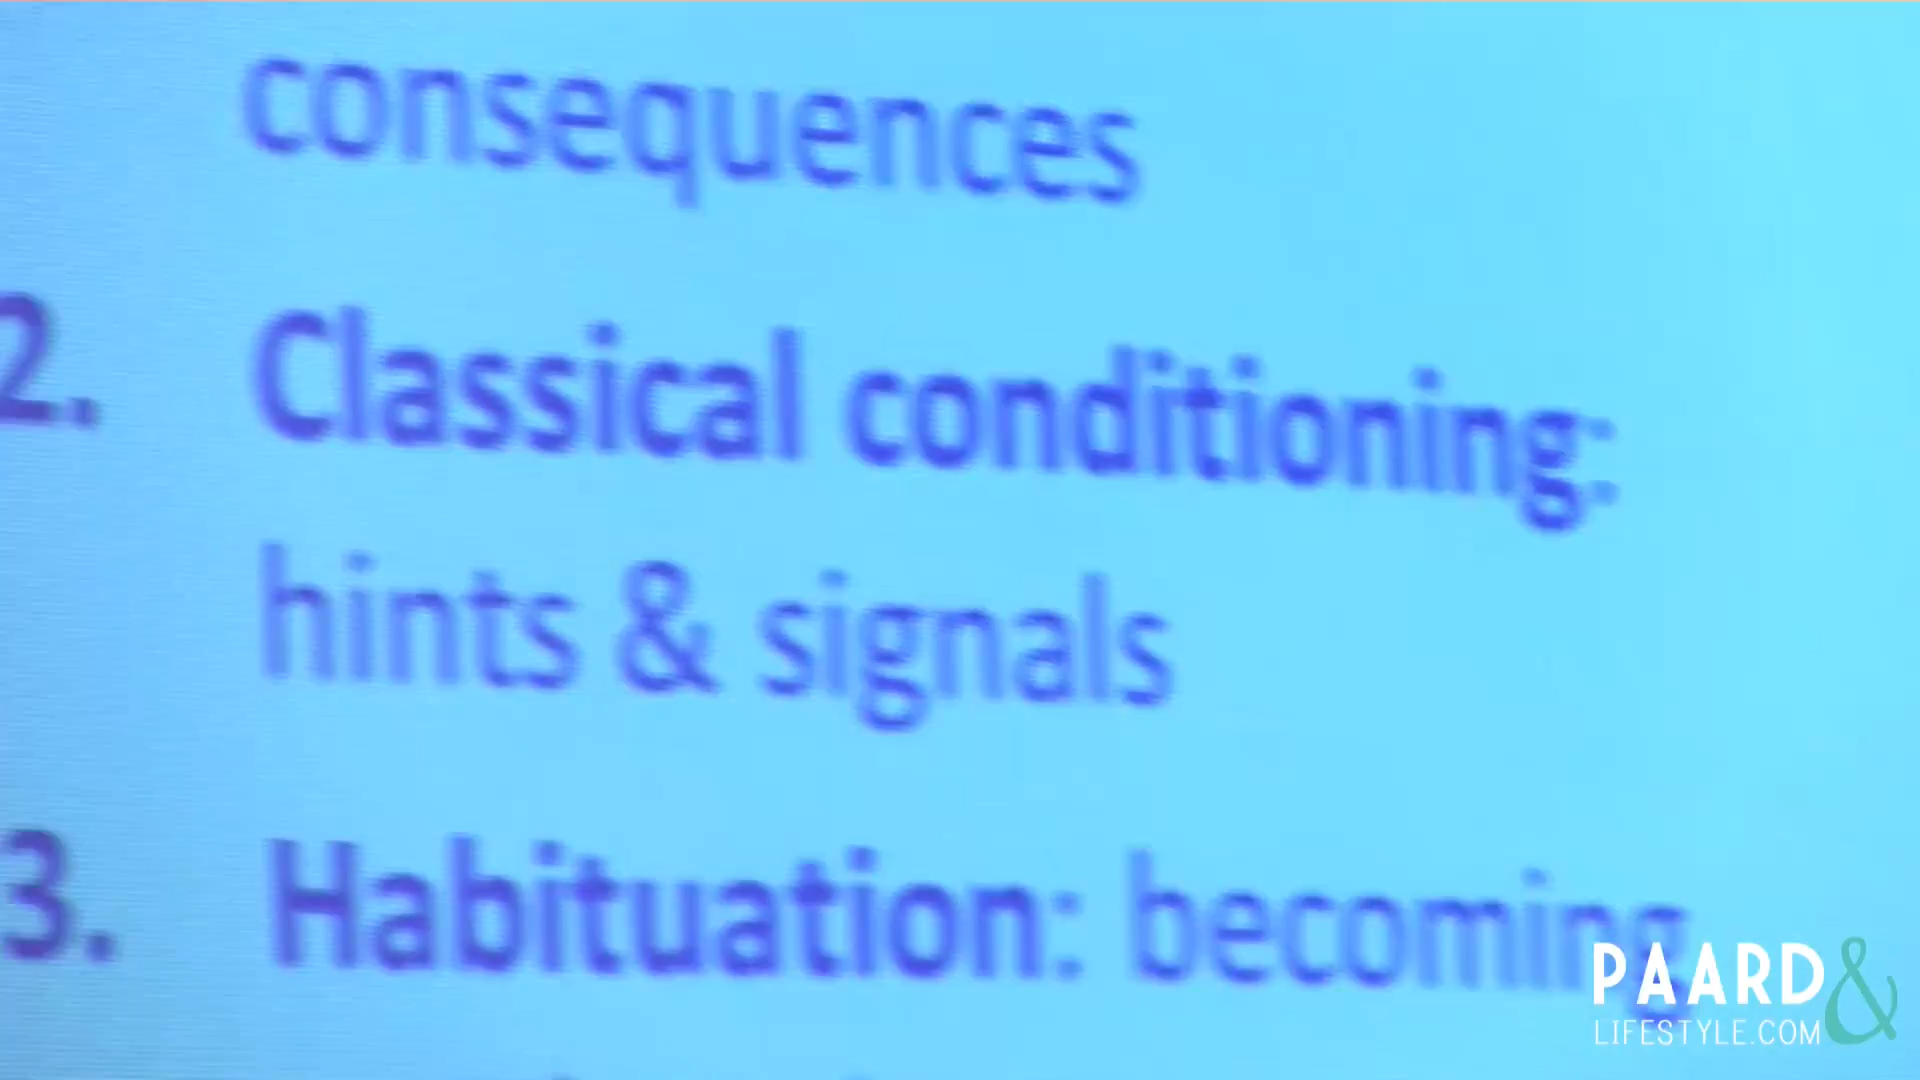 consequences
2. Classical conditioning:
hints & signals
3. Habituation: becoming
PAARD&
LIFESTYLE.COM